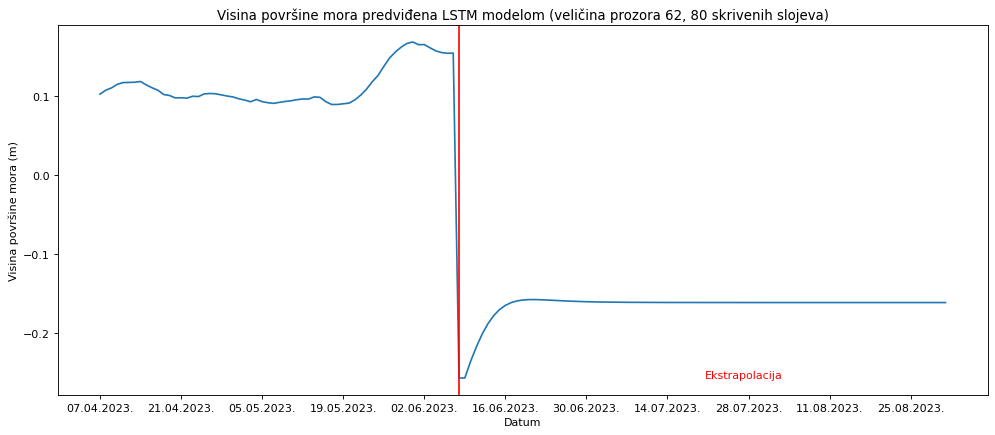 Visina površine mora predviđena LSTM modelom (veličina prozora 62, 80 skrivenih slojeva)
Visina površine mora (m)
0.1
0.0
−0.1
−0.2
Ekstrapolacija
07.04.2023. 21.04.2023. 05.05.2023. 19.05.2023. 02.06.2023. 16.06.2023. 30.06.2023. 14.07.2023. 28.07.2023. 11.08.2023. 25.08.2023.
Datum